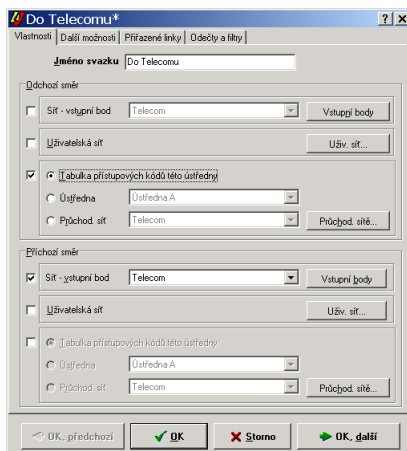 Do Telecomu*
Vlastnosti Další možnosti Přiřazené linky Odečty a filtry
Jméno svazku Do Telecomu
Odchozí směr
Síť - vstupní bod Telecom Vstupní body
Uživatelská síť Uživ. síť...
Tabulka přístupových kódů této ústředny
Ústředna Ústředna A
Průchod. síť Telecom Průchod. sítě...
Příchozí směr
Síť - vstupní bod Telecom Vstupní body
Uživatelská síť Uživ. síť...
Tabulka přístupových kódů této ústředny
Ústředna Ústředna A
Průchod. síť Telecom Průchod. sítě...
OK, předchozí OK Storno OK, další